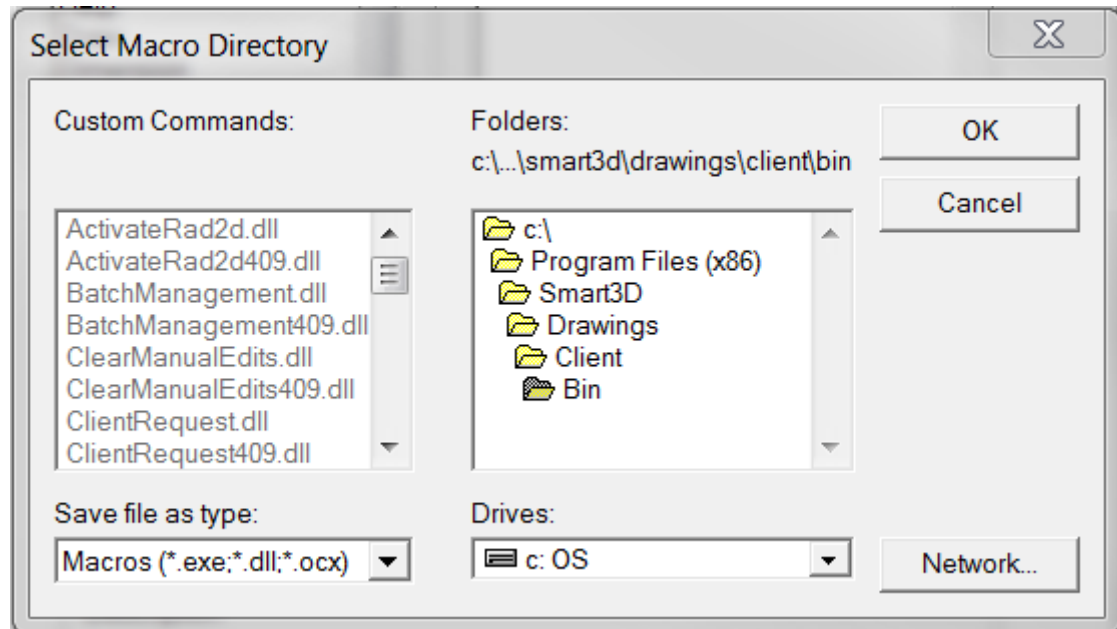 Select Macro Directory
Custom Commands:
Folders:
c:\...\smart3d\drawings\client\bin
OK
Cancel
ActivateRad2d.dll
ActivateRad2d409.dll
BatchManagement.dll
BatchManagement409.dll
ClearManualEdits.dll
ClearManualEdits409.dll
ClientRequest.dll
ClientRequest409.dll
c:\
Program Files (x86)
Smart3D
Drawings
Client
Bin
Save file as type:
Macros (*.exe;*.dll;*.ocx)
Drives:
c: OS
Network...